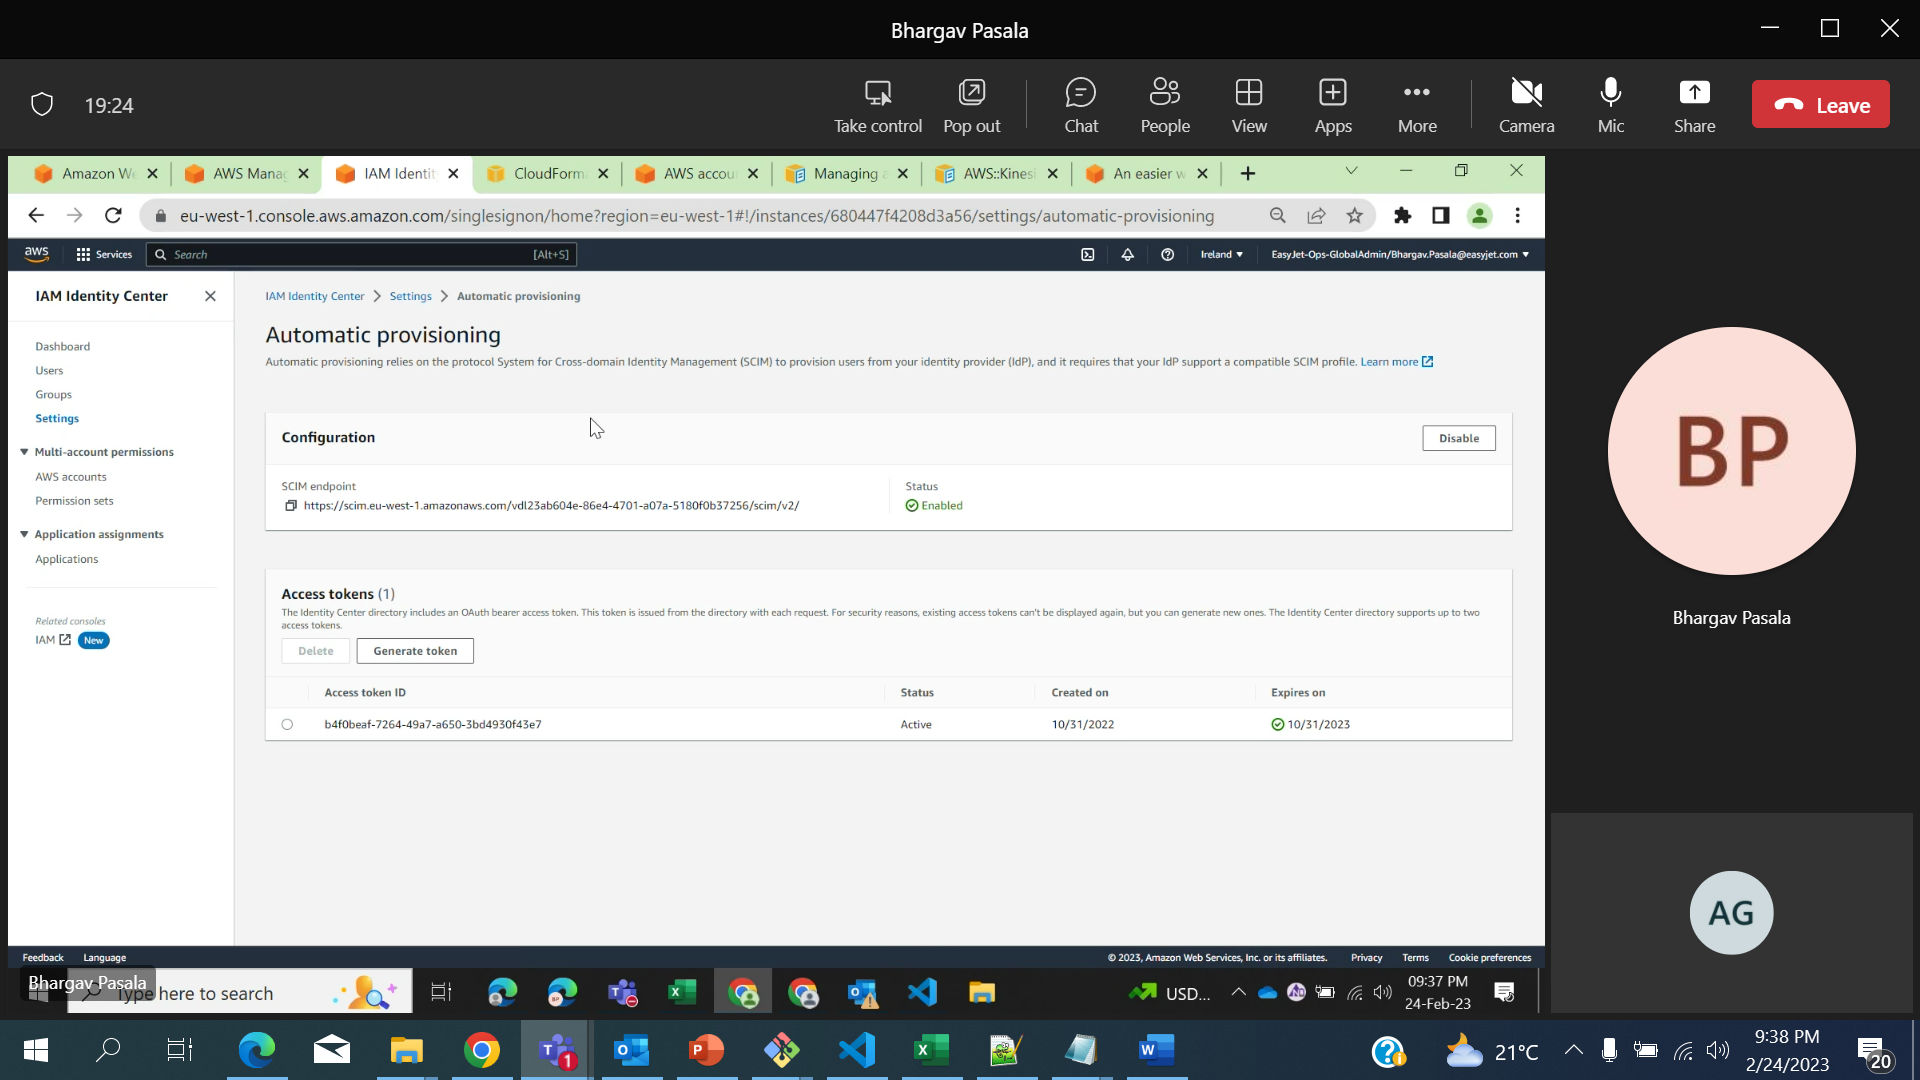 Bhargav Pasala
19:24
Take control
Pop out
Chat
People
View
Apps
More
Camera
Mic
Share
Leave
Amazon We
AWS Manag
IAM Identit
CloudForm
AWS accou
Managing a
AWS::Kinesi
An easier w
eu-west-1.console.aws.amazon.com/singlesignon/home?region=eu-west-1#!/instances/680447f4208d3a56/settings/automatic-provisioning
aws
Services
Search
[Alt+S]
Ireland
EasyJet-Ops-GlobalAdmin/Bhargav.Pasala@easyjet.com
IAM Identity Center
Dashboard
Users
Groups
Settings
Multi-account permissions
AWS accounts
Permission sets
Application assignments
Applications
Related consoles
IAM New
IAM Identity Center > Settings > Automatic provisioning
Automatic provisioning
Automatic provisioning relies on the protocol System for Cross-domain Identity Management (SCIM) to provision users from your identity provider (IdP), and it requires that your IdP support a compatible SCIM profile. Learn more
Configuration
Disable
SCIM endpoint
https://scim.eu-west-1.amazonaws.com/vdl23ab604e-86e4-4701-a07a-5180f0b37256/scim/v2/
Status
Enabled
Access tokens (1)
The Identity Center directory includes an OAuth bearer access token. This token is issued from the directory with each request. For security reasons, existing access tokens can't be displayed again, but you can generate new ones. The Identity Center directory supports up to two
access tokens.
Delete
Generate token
Access token ID
Status
Created on
Expires on
b4f0beaf-7264-49a7-a650-3bd4930f43e7
Active
10/31/2022
10/31/2023
BP
Bhargav Pasala
AG
Feedback
Language
© 2023, Amazon Web Services, Inc. or its affiliates.
Privacy
Terms
Cookie preferences
Bhargav Pasala
Type here to search
USD...
09:37 PM
24-Feb-23
21°C
9:38 PM
2/24/2023
20
1